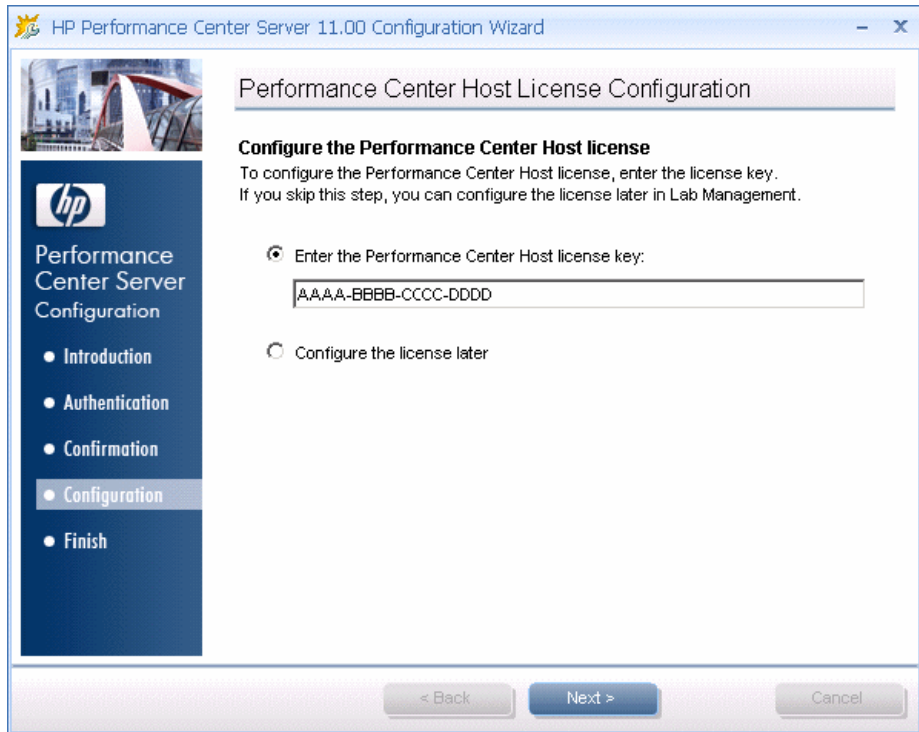 HP Performance Center Server 11.00 Configuration Wizard
Performance Center Host License Configuration
Configure the Performance Center Host license
To configure the Performance Center Host license, enter the license key.
If you skip this step, you can configure the license later in Lab Management.
hp
Performance
Center Server
Configuration
Introduction
Authentication
Confirmation
Configuration
Finish
Enter the Performance Center Host license key:
AAAA-BBBB-CCCC-DDDD
Configure the license later
< Back
Next >
Cancel